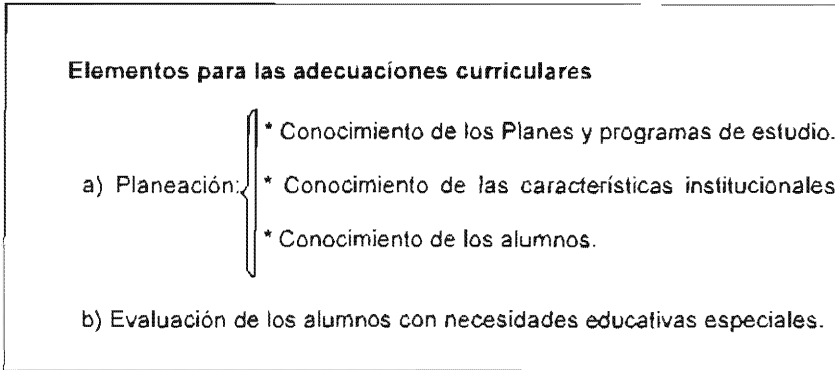 Elementos para las adecuaciones curriculares
* Conocimiento de los Planes y programas de estudio.
a) Planeación: * Conocimiento de las características institucionales
* Conocimiento de los alumnos.
b) Evaluación de los alumnos con necesidades educativas especiales.